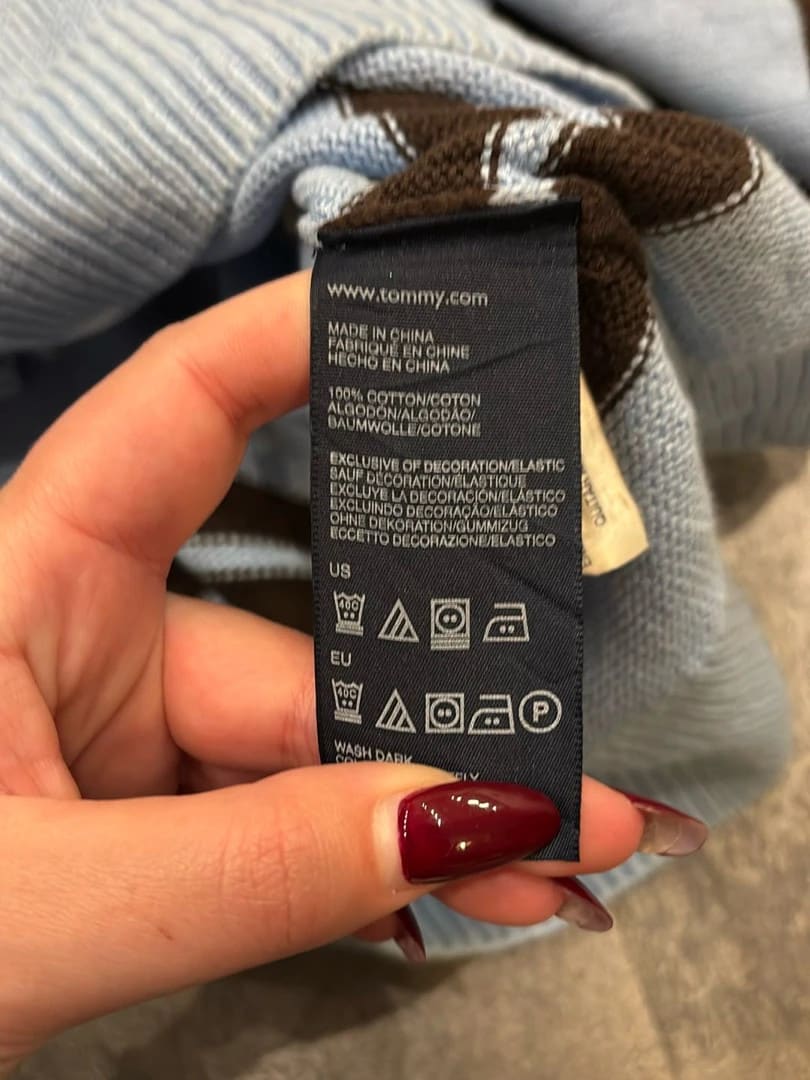 www.tommy.com
MADE IN CHINA
FABRIQUÉ EN CHINE
HECHO EN CHINA
100% COTTON/COTON
ALGODÓN/ALGODÃO/
BAUMWOLLE/COTONE
EXCLUSIVE OF DECORATION/ELASTIC
SAUF DÉCORATION/ÉLASTIQUE
EXCLUYE LA DECORACIÓN/ELÁSTICO
EXCLUINDO DECORAÇÃO/ELÁSTICO
OHNE DEKORATION/GUMMIZUG
ECCETTO DECORAZIONE/ELASTICO
US
40C
EU
40C
P
WASH DARK